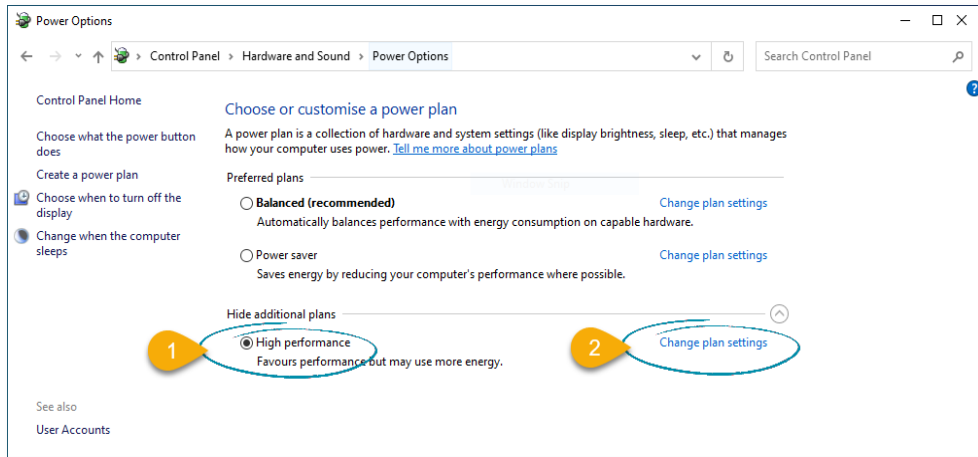 Power Options
Control Panel > Hardware and Sound > Power Options
Search Control Panel
Control Panel Home
Choose what the power button
does
Create a power plan
Choose when to turn off the
display
Change when the computer
sleeps
See also
User Accounts
Choose or customise a power plan
A power plan is a collection of hardware and system settings (like display brightness, sleep, etc.) that manages
how your computer uses power. Tell me more about power plans
Preferred plans
Window Snip
Balanced (recommended)
Change plan settings
Automatically balances performance with energy consumption on capable hardware.
Power saver
Change plan settings
Saves energy by reducing your computer's performance where possible.
Hide additional plans
1
High performance
2
Change plan settings
Favours performance but may use more energy.
?